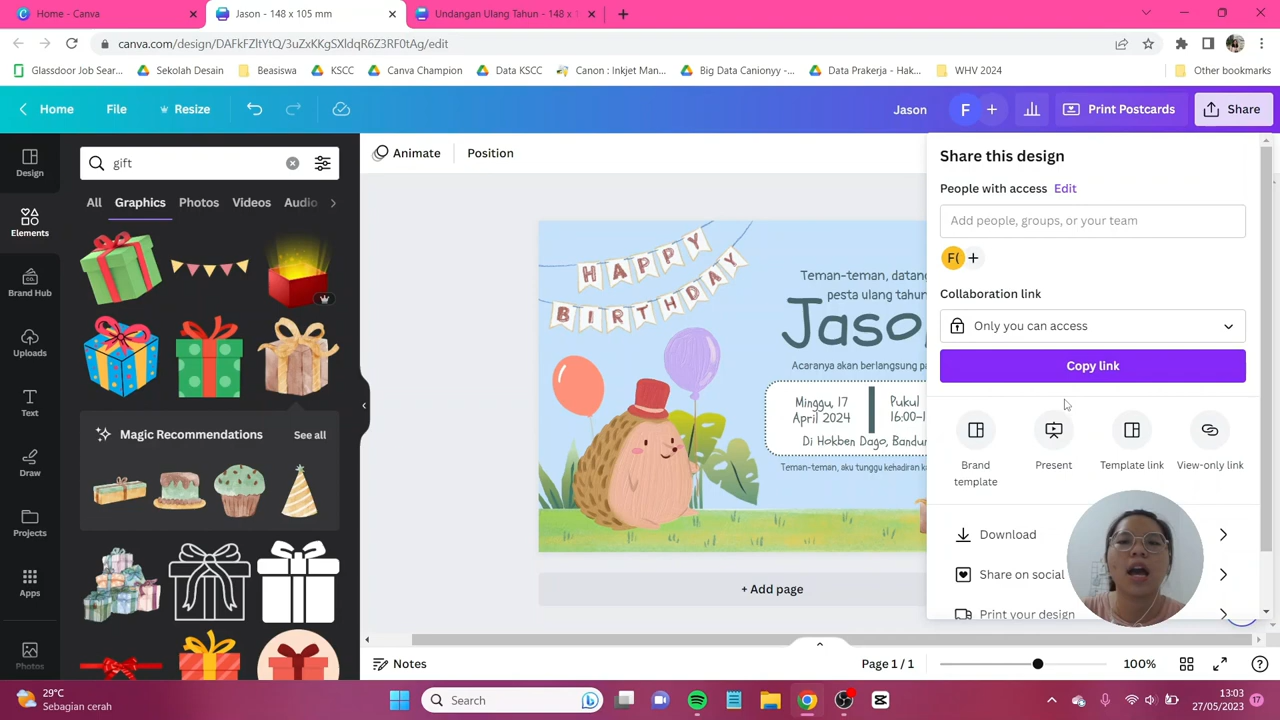 Home - Canva
Jason - 148 x 105 mm
Undangan Ulang Tahun - 148 x 1
canva.com/design/DAFkFZltYtQ/3uZxKKgSXldqR6Z3RF0tAg/edit
Glassdoor Job Sear...
Sekolah Desain
Beasiswa
KSCC
Canva Champion
Data KSCC
Canon : Inkjet Man...
Big Data Canionyy -...
Data Prakerja - Hak...
WHV 2024
Other bookmarks
Home
File
Resize
Jason
F
Print Postcards
Share
Design
Elements
Brand Hub
Uploads
Text
Draw
Projects
Apps
Photos
gift
All
Graphics
Photos
Videos
Audio
Magic Recommendations
See all
Animate
Position
HAPPY
BIRTHDAY
Teman-teman, datang
pesta ulang tahun
Jason
Acaranya akan berlangsung pa
Minggu, 17
April 2024
Pukul
16:00-1
Di Hokben Dago, Bandun
Teman-teman, aku tunggu kehadiran ka
+ Add page
Share this design
People with access Edit
Add people, groups, or your team
F(
Collaboration link
Only you can access
Copy link
Brand
template
Present
Template link
View-only link
Download
Share on social
Print your design
Notes
Page 1 / 1
100%
29°C
Sebagian cerah
Search
13:03
27/05/2023
17